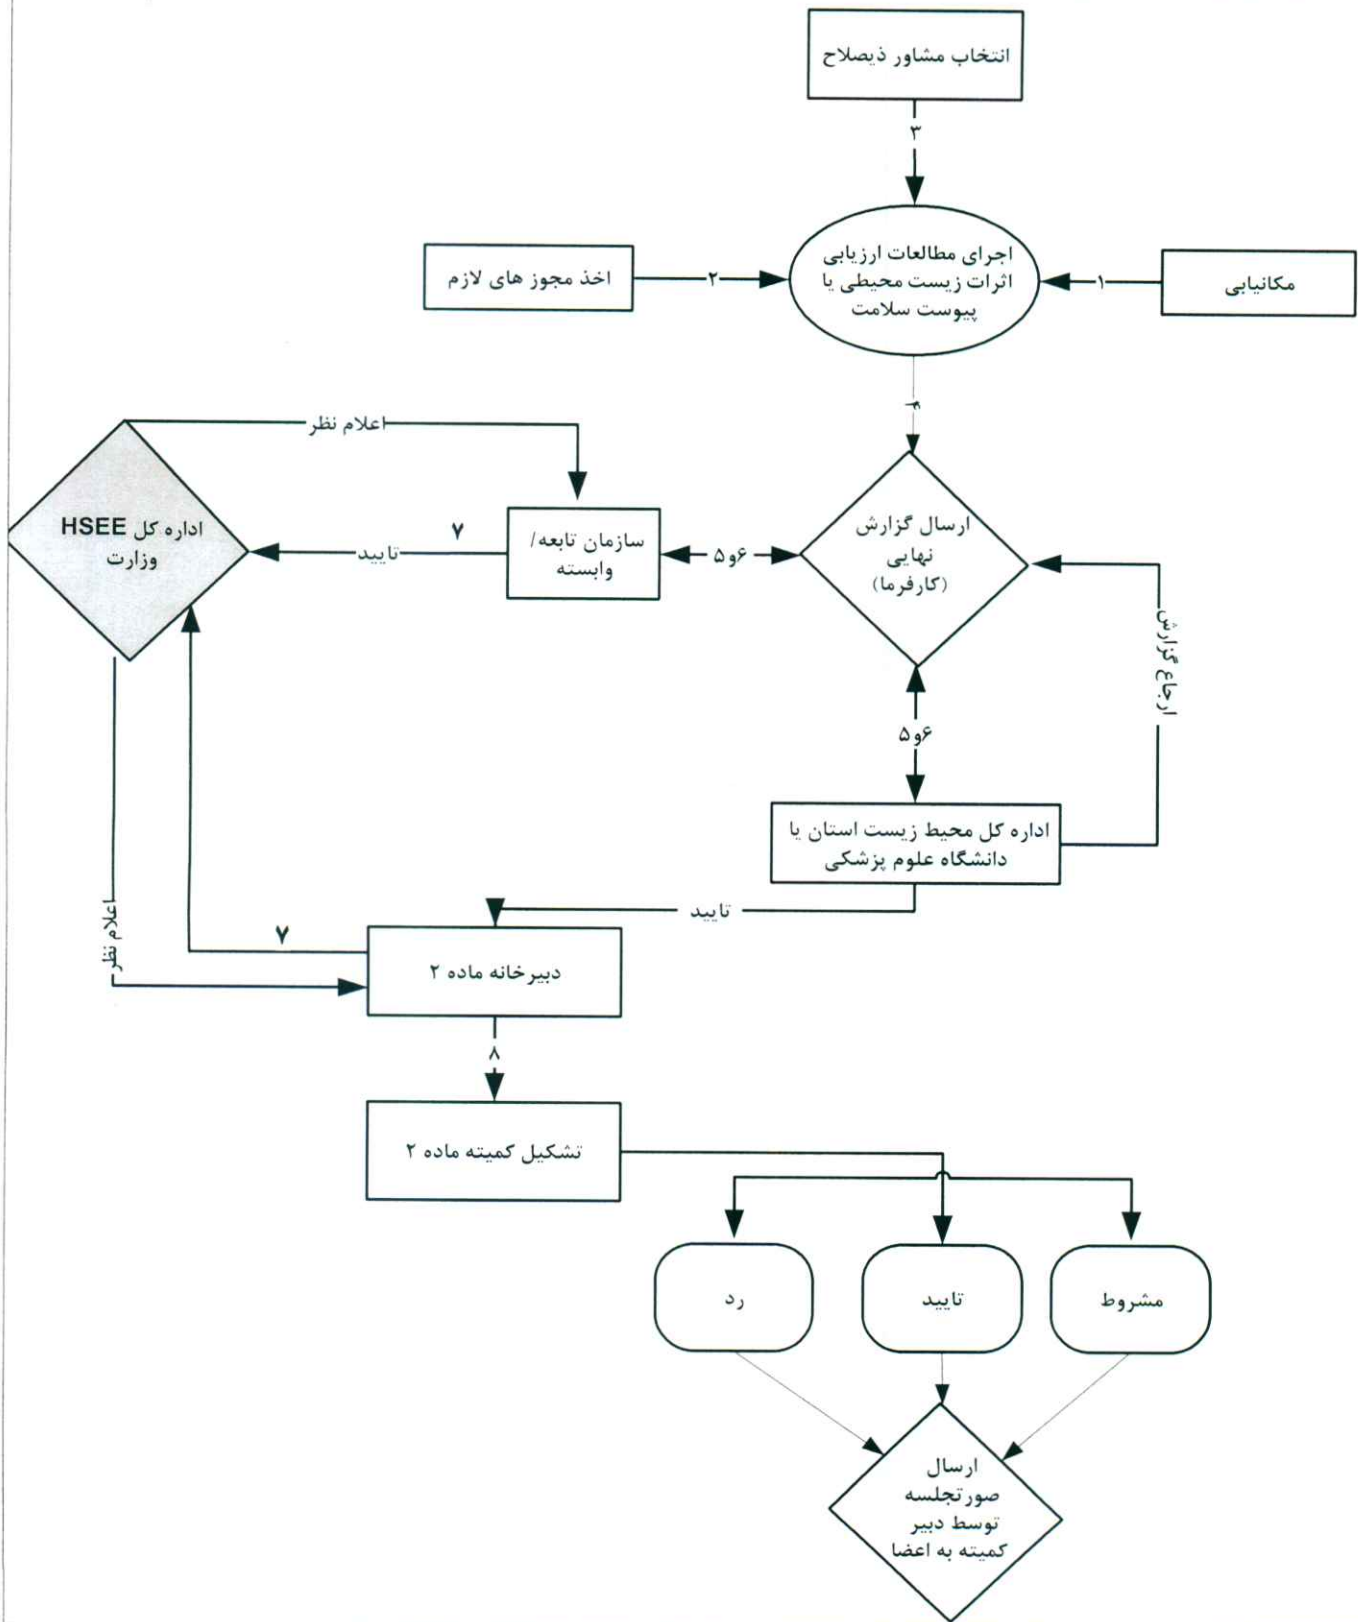 انتخاب مشاور ذیصلاح
۳
اجرای مطالعات ارزیابی
اثرات زیست محیطی یا
پیوست سلامت
مکانیابی
۱
۲
اخذ مجوز های لازم
۴
ارسال گزارش
نهایی
(کارفرما)
۵و۶
سازمان تابعه/
وابسته
۷
تایید
اعلام نظر
اداره کل HSEE
وزارت
ارجاع گزارش
۵و۶
اداره کل محیط زیست استان یا
دانشگاه علوم پزشکی
تایید
اعلام نظر
۷
دبیرخانه ماده ۲
۸
تشکیل کمیته ماده ۲
مشروط
تایید
رد
ارسال
صورتجلسه
توسط دبیر
کمیته به اعضا